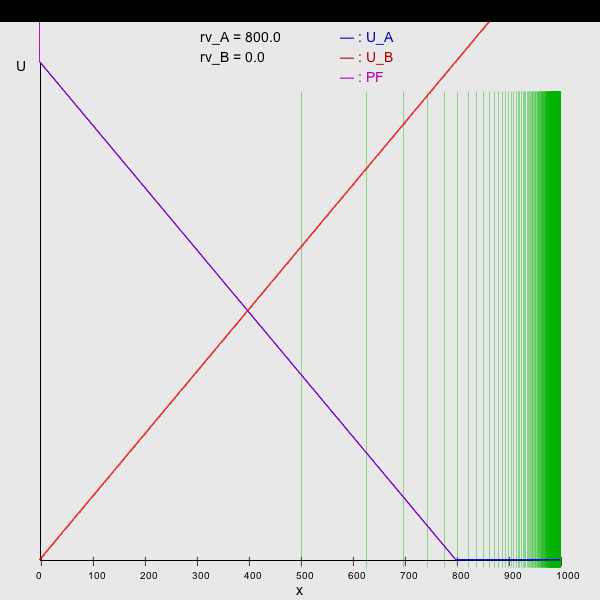 rv_A = 800.0
rv_B = 0.0
— : U_A
— : U_B
— : PF
U
0 100 200 300 400 500 600 700 800 900 1000
x